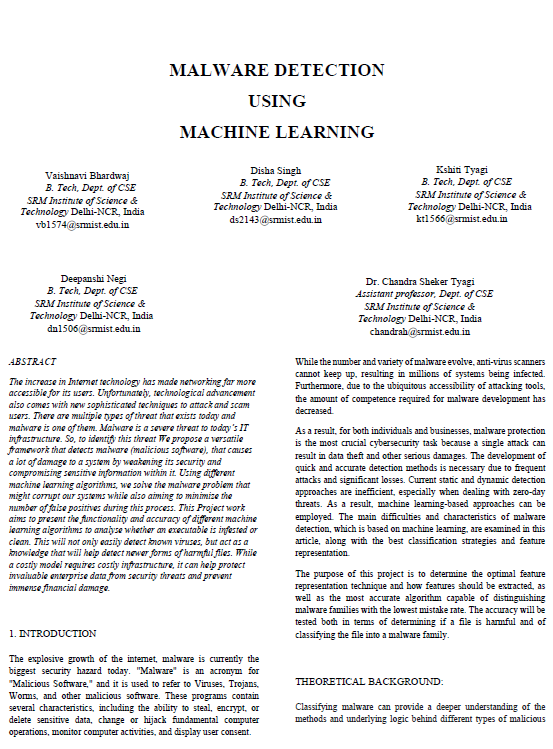 MALWARE DETECTION
USING
MACHINE LEARNING
Vaishnavi Bhardwaj
B. Tech, Dept. of CSE
SRM Institute of Science &
Technology Delhi-NCR, India
vb1574@srmist.edu.in
Disha Singh
B. Tech, Dept. of CSE
SRM Institute of Science &
Technology Delhi-NCR, India
ds2143@srmist.edu.in
Kshiti Tyagi
B. Tech, Dept. of CSE
SRM Institute of Science &
Technology Delhi-NCR, India
kt1566@srmist.edu.in
Deepanshi Negi
B. Tech, Dept. of CSE
SRM Institute of Science &
Technology Delhi-NCR, India
dn1506@srmist.edu.in
Dr. Chandra Sheker Tyagi
Assistant professor, Dept. of CSE
SRM Institute of Science &
Technology Delhi-NCR, India
chandrah@srmist.edu.in
ABSTRACT
The increase in Internet technology has made networking far more
accessible for its users. Unfortunately, technological advancement
also comes with new sophisticated techniques to attack and scam
users. There are multiple types of threat that exists today and
malware is one of them. Malware is a severe threat to today's IT
infrastructure. So, to identify this threat We propose a versatile
framework that detects malware (malicious software), that causes
a lot of damage to a system by weakening its security and
compromising sensitive information within it. Using different
machine learning algorithms, we solve the malware problem that
might corrupt our systems while also aiming to minimise the
number of false positives during this process. This Project work
aims to present the functionality and accuracy of different machine
learning algorithms to analyse whether an executable is infested or
clean. This will not only easily detect known viruses, but act as a
knowledge that will help detect newer forms of harmful files. While
a costly model requires costly infrastructure, it can help protect
invaluable enterprise data from security threats and prevent
immense financial damage.
1. INTRODUCTION
The explosive growth of the internet, malware is currently the
biggest security hazard today. "Malware" is an acronym for
"Malicious Software," and it is used to refer to Viruses, Trojans,
Worms, and other malicious software. These programs contain
several characteristics, including the ability to steal, encrypt, or
delete sensitive data, change or hijack fundamental computer
operations, monitor computer activities, and display user consent.
While the number and variety of malware evolve, anti-virus scanners
cannot keep up, resulting in millions of systems being infected.
Furthermore, due to the ubiquitous accessibility of attacking tools,
the amount of competence required for malware development has
decreased.
As a result, for both individuals and businesses, malware protection
is the most crucial cybersecurity task because a single attack can
result in data theft and other serious damages. The development of
quick and accurate detection methods is necessary due to frequent
attacks and significant losses. Current static and dynamic detection
approaches are inefficient, especially when dealing with zero-day
threats. As a result, machine learning-based approaches can be
employed. The main difficulties and characteristics of malware
detection, which is based on machine learning, are examined in this
article, along with the best classification strategies and feature
representation.
The purpose of this project is to determine the optimal feature
representation technique and how features should be extracted, as
well as the most accurate algorithm capable of distinguishing
malware families with the lowest mistake rate. The accuracy will be
tested both in terms of determining if a file is harmful and of
classifying the file into a malware family.
THEORETICAL BACKGROUND:
Classifying malware can provide a deeper understanding of the
methods and underlying logic behind different types of malicious